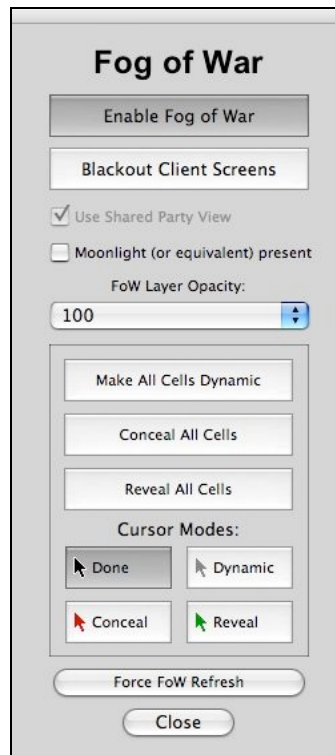 Fog of War
Enable Fog of War
Blackout Client Screens
Use Shared Party View
Moonlight (or equivalent) present
FoW Layer Opacity:
100
Make All Cells Dynamic
Conceal All Cells
Reveal All Cells
Cursor Modes:
Done Dynamic
Conceal Reveal
Force FoW Refresh
Close